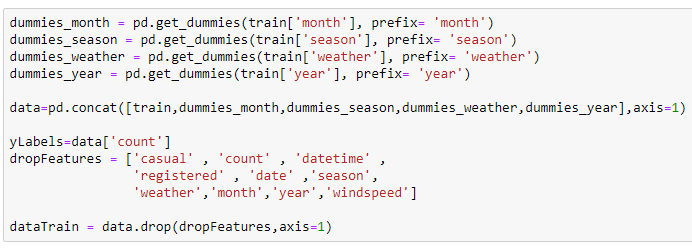 dummies_month = pd.get_dummies(train['month'], prefix= 'month')
dummies_season = pd.get_dummies(train['season'], prefix= 'season')
dummies_weather = pd.get_dummies(train['weather'], prefix= 'weather')
dummies_year = pd.get_dummies(train['year'], prefix= 'year')

data=pd.concat([train,dummies_month,dummies_season,dummies_weather,dummies_year],axis=1)

yLabels=data['count']
dropFeatures = ['casual' , 'count' , 'datetime' ,
                'registered' , 'date' ,'season',
                'weather','month','year','windspeed']

dataTrain = data.drop(dropFeatures,axis=1)